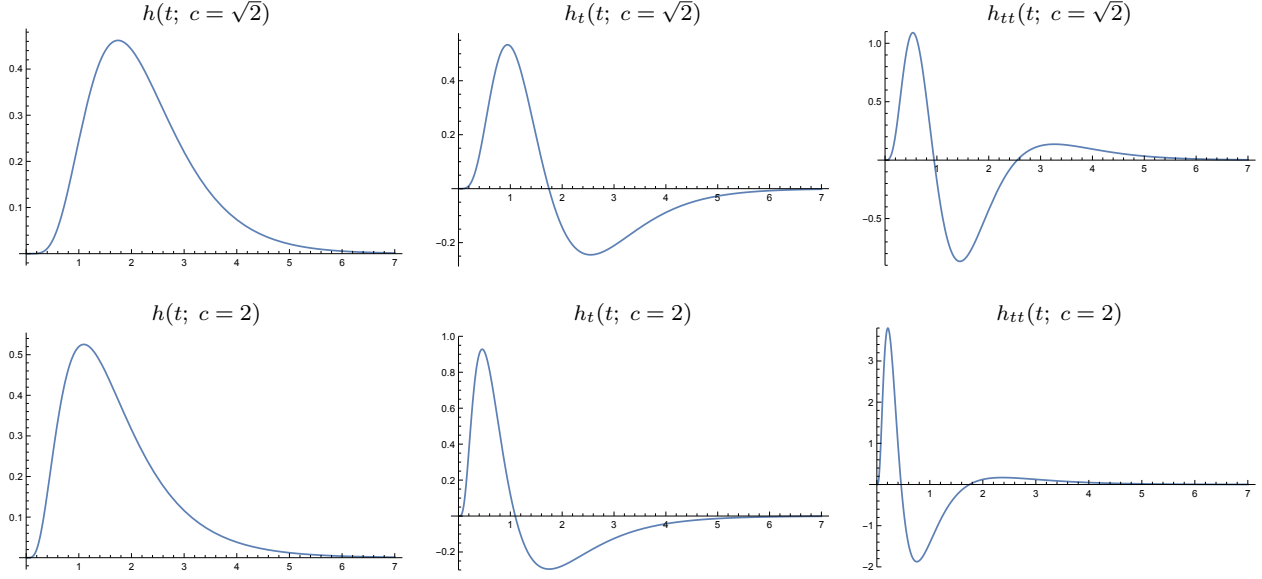 h(t; c = √2)
h_t(t; c = √2)
h_tt(t; c = √2)
0.4
0.3
0.2
0.1
1 2 3 4 5 6 7
0.4
0.2
−0.2
1 2 3 4 5 6 7
1.0
0.5
−0.5
1 2 3 4 5 6 7
h(t; c = 2)
h_t(t; c = 2)
h_tt(t; c = 2)
0.5
0.4
0.3
0.2
0.1
1 2 3 4 5 6 7
1.0
0.8
0.6
0.4
0.2
−0.2
1 2 3 4 5 6 7
3
2
1
−1
−2
1 2 3 4 5 6 7